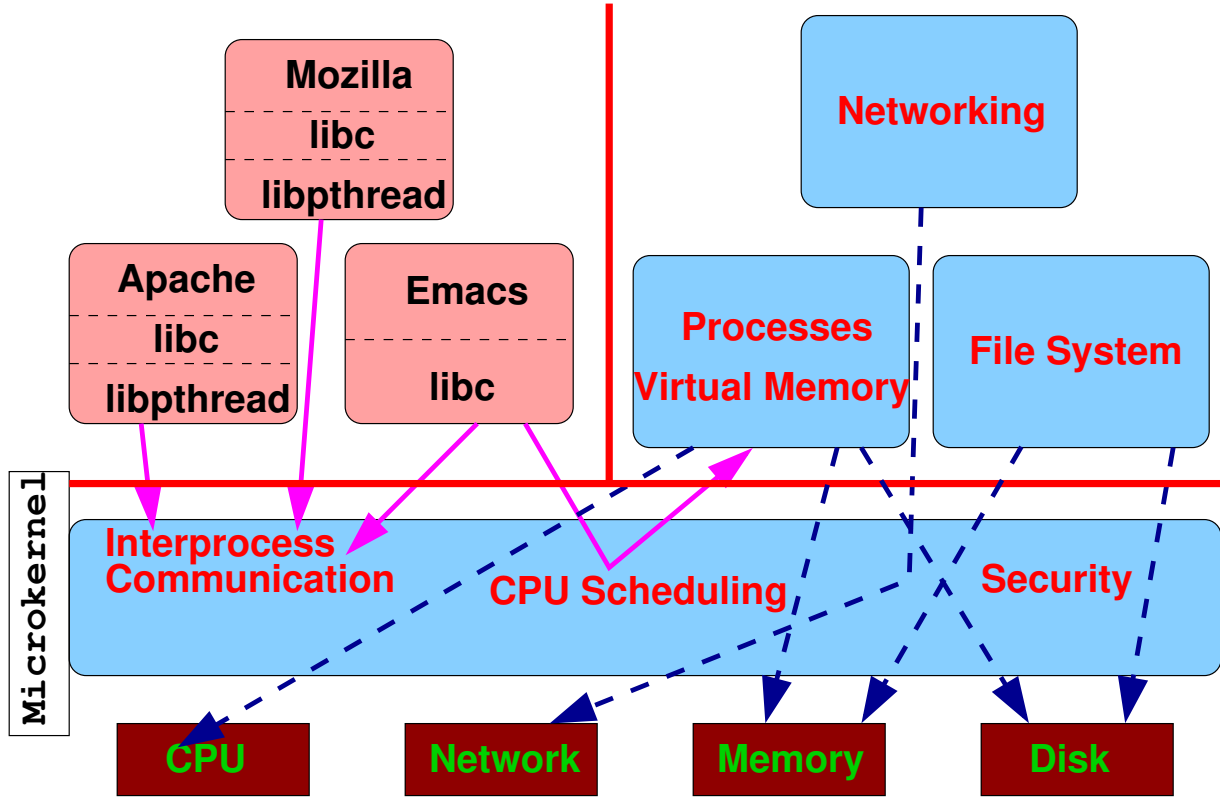 Mozilla
libc
libpthread
Networking
Apache
libc
libpthread
Emacs
libc
Processes
Virtual Memory
File System
Microkernel
Interprocess
Communication
CPU Scheduling
Security
CPU
Network
Memory
Disk